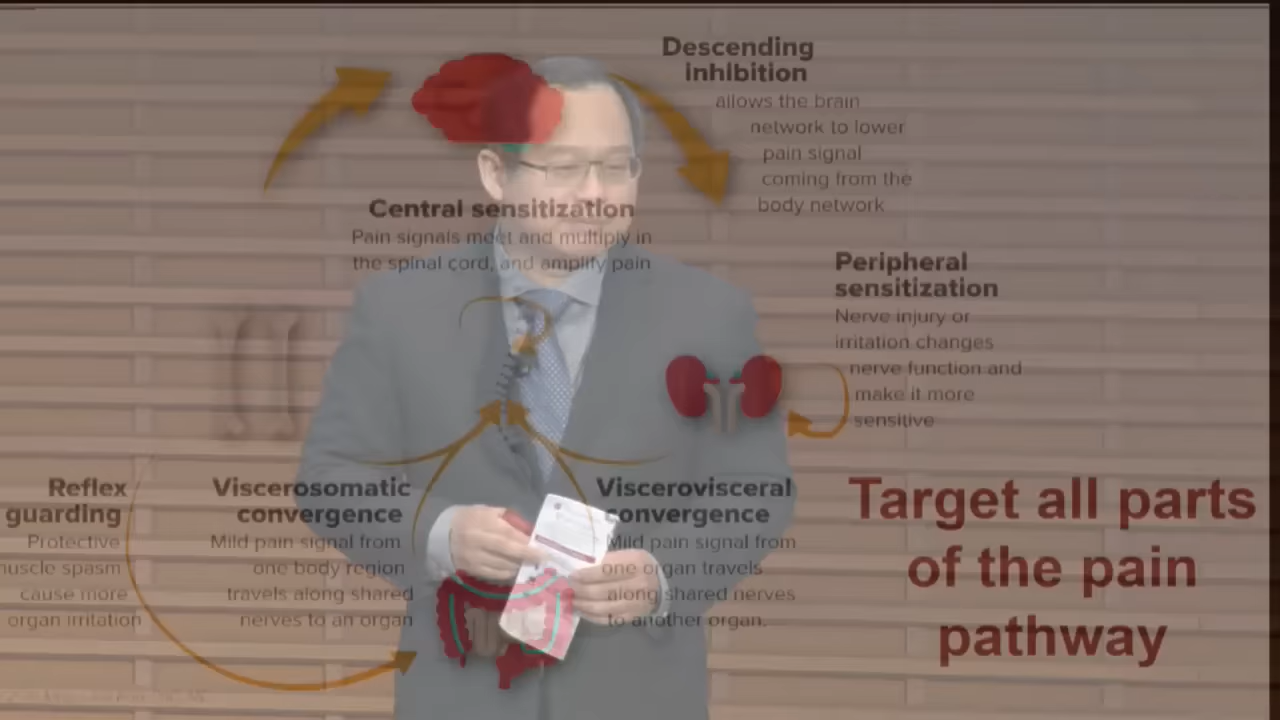 Descending
inhibition
allows the brain
network to lower
pain signal
coming from the
body network
Central sensitization
Pain signals meet and multiply in
the spinal cord, and amplify pain
Peripheral
sensitization
Nerve injury or
irritation changes
nerve function and
make it more
sensitive
Reflex
guarding
Protective
muscle spasm
cause more
organ irritation
Viscerosomatic
convergence
Mild pain signal from
one body region
travels along shared
nerves to an organ
Viscerovisceral
convergence
Mild pain signal from
one organ travels
along shared nerves
to another organ.
Target all parts
of the pain
pathway